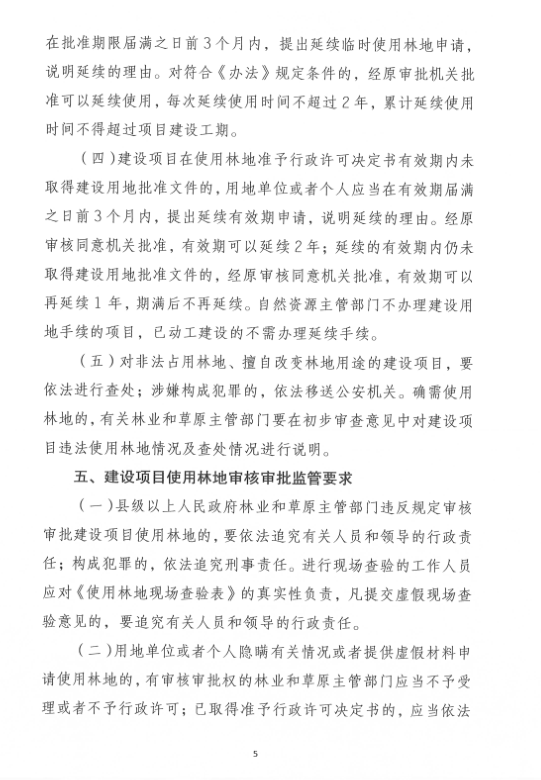 在批准期限届满之日前3个月内，提出延续临时使用林地申请，
说明延续的理由。对符合《办法》规定条件的，经原审批机关批
准可以延续使用，每次延续使用时间不超过2年，累计延续使用
时间不得超过项目建设工期。
（四）建设项目在使用林地准予行政许可决定书有效期内未
取得建设用地批准文件的，用地单位或者个人应当在有效期届满
之日前3个月内，提出延续有效期申请，说明延续的理由。经原
审核同意机关批准，有效期可以延续2年；延续的有效期内仍未
取得建设用地批准文件的，经原审核同意机关批准，有效期可以
再延续1年，期满后不再延续。自然资源主管部门不办理建设用
地手续的项目，已动工建设的不需办理延续手续。
（五）对非法占用林地、擅自改变林地用途的建设项目，要
依法进行查处；涉嫌构成犯罪的，依法移送公安机关。确需使用
林地的，有关林业和草原主管部门要在初步审查意见中对建设项
目违法使用林地情况及查处情况进行说明。
五、建设项目使用林地审核审批监管要求
（一）县级以上人民政府林业和草原主管部门违反规定审核
审批建设项目使用林地的，要依法追究有关人员和领导的行政责
任；构成犯罪的，依法追究刑事责任。进行现场查验的工作人员
应对《使用林地现场查验表》的真实性负责，凡提交虚假现场查
验意见的，要追究有关人员和领导的行政责任。
（二）用地单位或者个人隐瞒有关情况或者提供虚假材料申
请使用林地的，有审核审批权的林业和草原主管部门应当不予受
理或者不予行政许可；已取得准予行政许可决定书的，应当依法
5